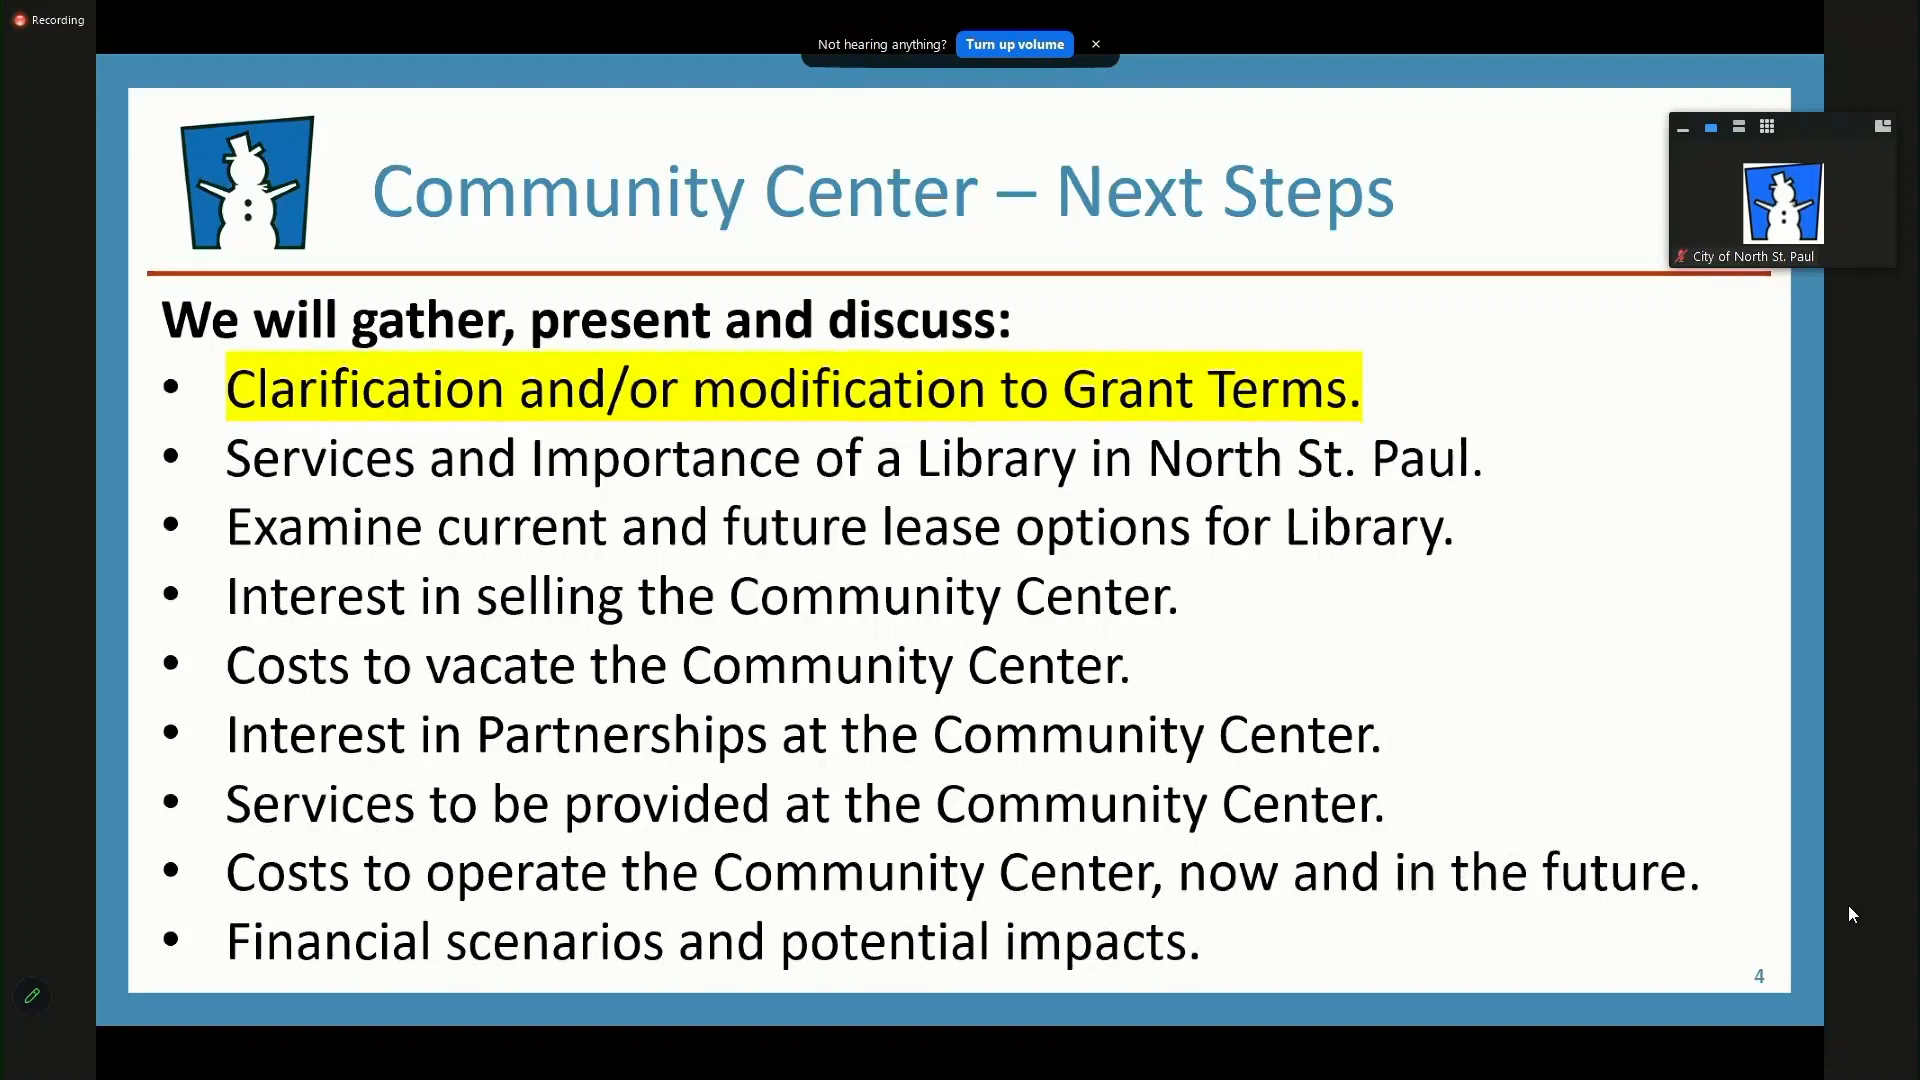 Recording
Not hearing anything? Turn up volume
Community Center – Next Steps
City of North St. Paul
We will gather, present and discuss:
• Clarification and/or modification to Grant Terms.
• Services and Importance of a Library in North St. Paul.
• Examine current and future lease options for Library.
• Interest in selling the Community Center.
• Costs to vacate the Community Center.
• Interest in Partnerships at the Community Center.
• Services to be provided at the Community Center.
• Costs to operate the Community Center, now and in the future.
• Financial scenarios and potential impacts.
4